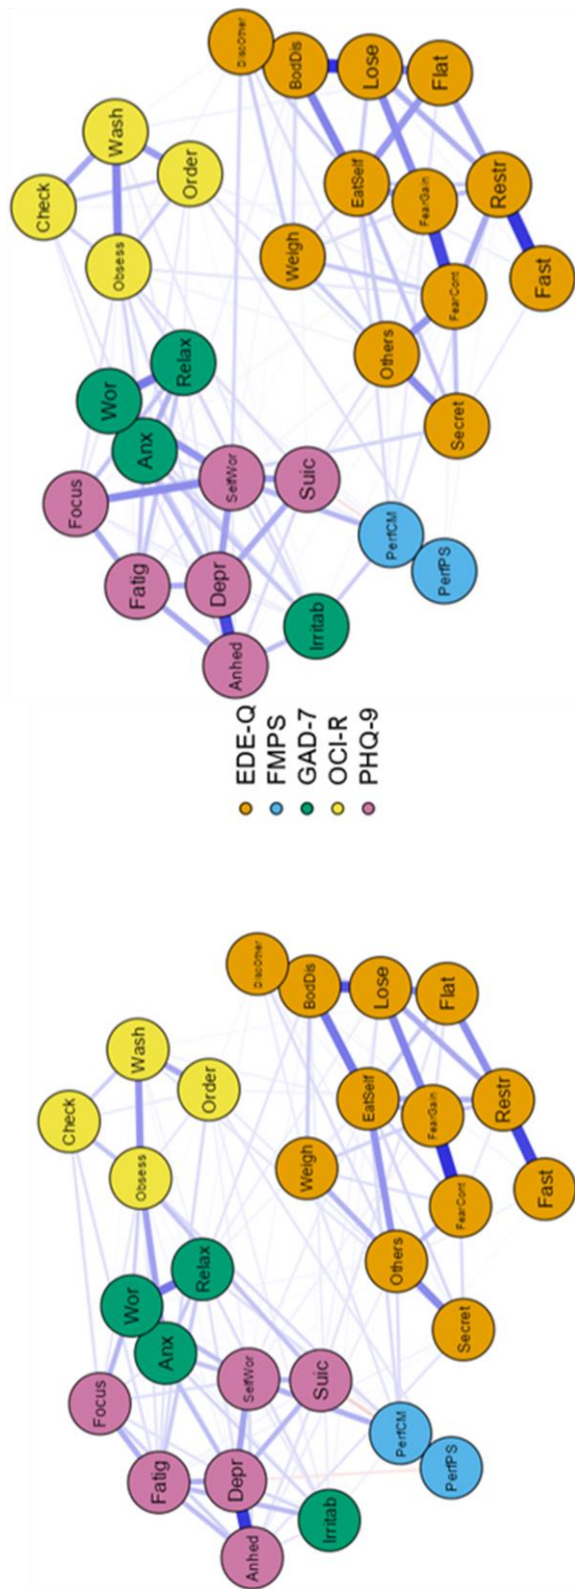 Check
Focus
Wor
Wash
Obsess
Fatig
Anx
Relax
Order
Depr
SelfWor
Anhed
DiscOther
Weigh
BodDis
Suic
Irritab
EatSelf
Lose
Others
PerfCM
FearGain
Flat
PerfPS
FearCont
Secret
Restr
Fast
EDE-Q
FMPS
GAD-7
OCI-R
PHQ-9
Check
Focus
Wor
Wash
Obsess
Fatig
Anx
Relax
Order
Depr
SelfWor
Anhed
DiscOther
Weigh
BodDis
Suic
Irritab
EatSelf
Lose
Others
PerfCM
FearGain
Flat
PerfPS
FearCont
Secret
Restr
Fast